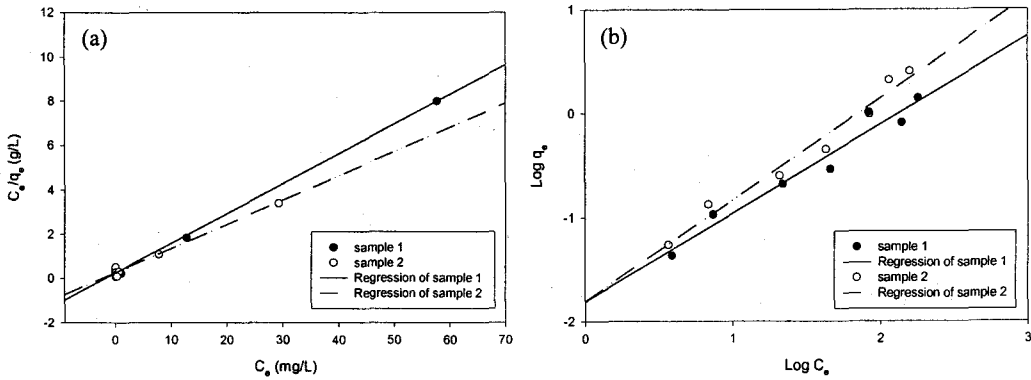 (a)
12
10
8
6
4
2
0
-2
C_e/q_e (g/L)
0 10 20 30 40 50 60 70
C_e (mg/L)
sample 1
sample 2
Regression of sample 1
Regression of sample 2
(b)
1
0
-1
-2
Log q_e
0 1 2 3
Log C_e
sample 1
Regression of sample 1
sample 2
Regression of sample 2